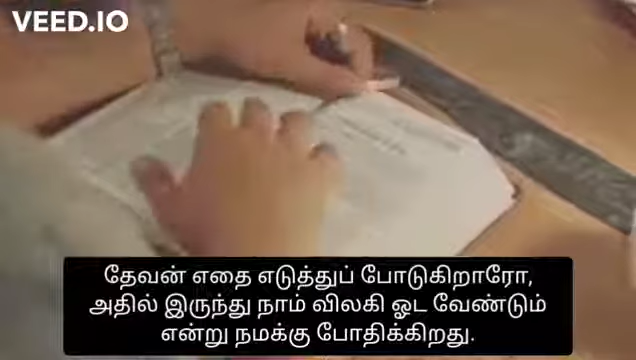 VEED.IO
தேவன் எதை எடுத்துப் போடுகிறாரோ,
அதில் இருந்து நாம் விலகி ஓட வேண்டும்
என்று நமக்கு போதிக்கிறது.